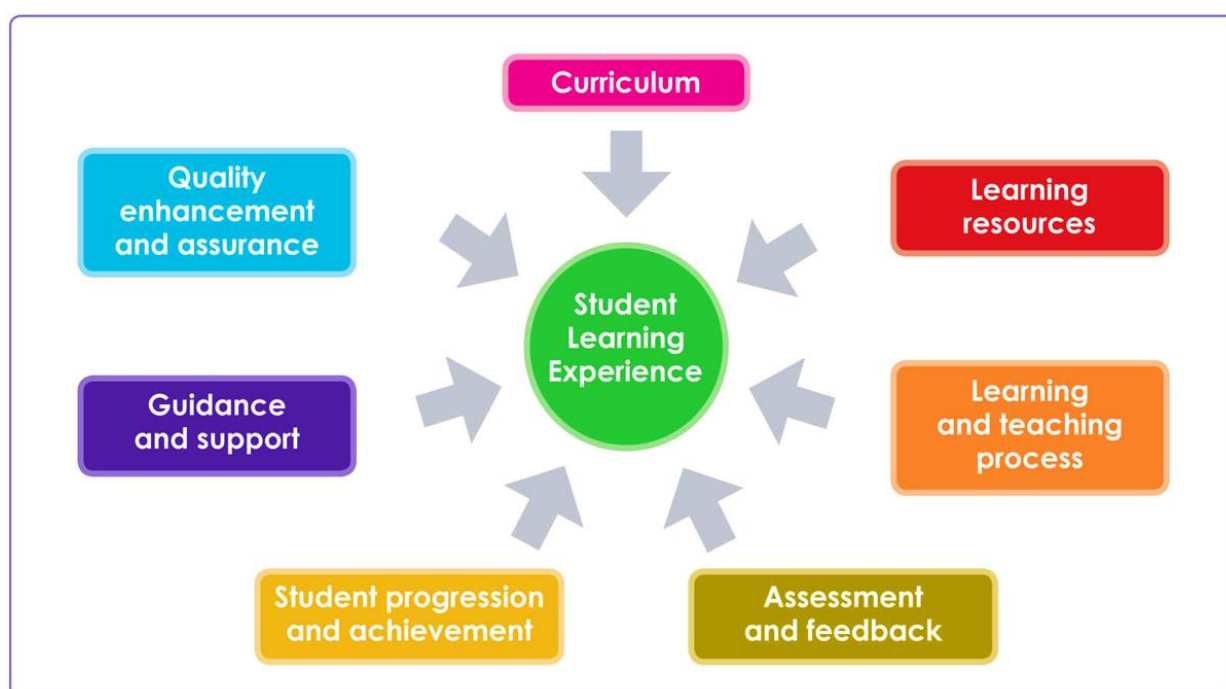 Curriculum
Quality
enhancement
and assurance
Learning
resources
Student
Learning
Experience
Guidance
and support
Learning
and teaching
process
Student progression
and achievement
Assessment
and feedback